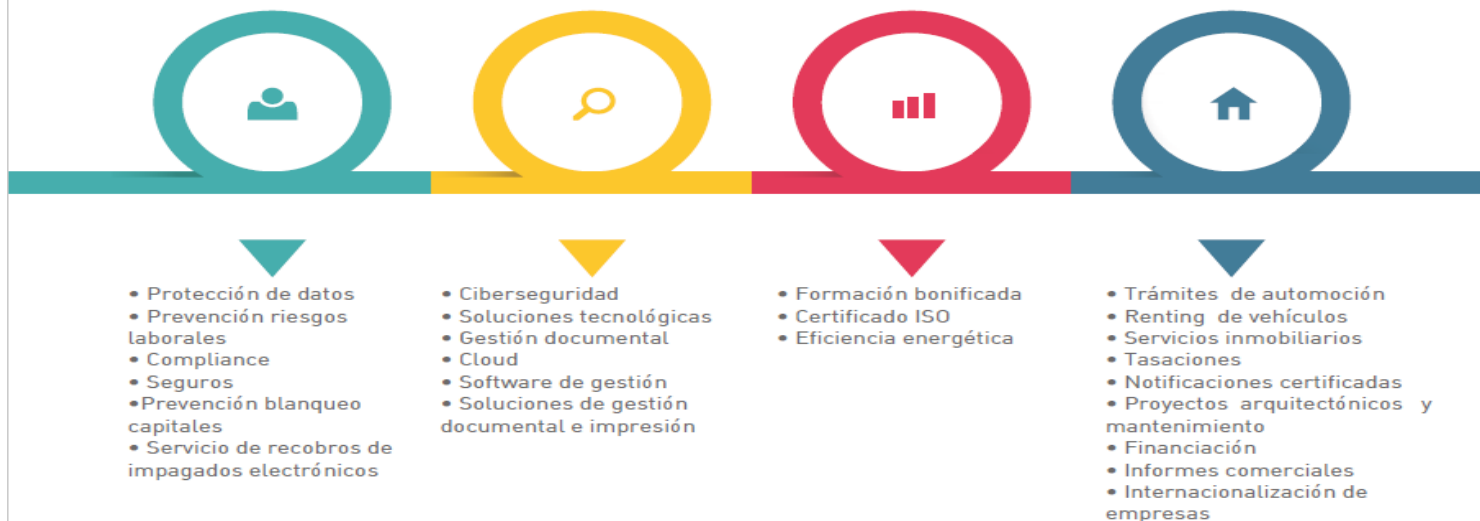 • Protección de datos
• Prevención riesgos
laborales
• Compliance
• Seguros
•Prevención blanqueo
capitales
• Servicio de recobros de
impagados electrónicos
• Ciberseguridad
• Soluciones tecnológicas
• Gestión documental
• Cloud
• Software de gestión
• Soluciones de gestión
documental e impresión
• Formación bonificada
• Certificado ISO
• Eficiencia energética
• Trámites de automoción
• Renting de vehículos
• Servicios inmobiliarios
• Tasaciones
• Notificaciones certificadas
• Proyectos arquitectónicos y
mantenimiento
• Financiación
• Informes comerciales
• Internacionalización de
empresas